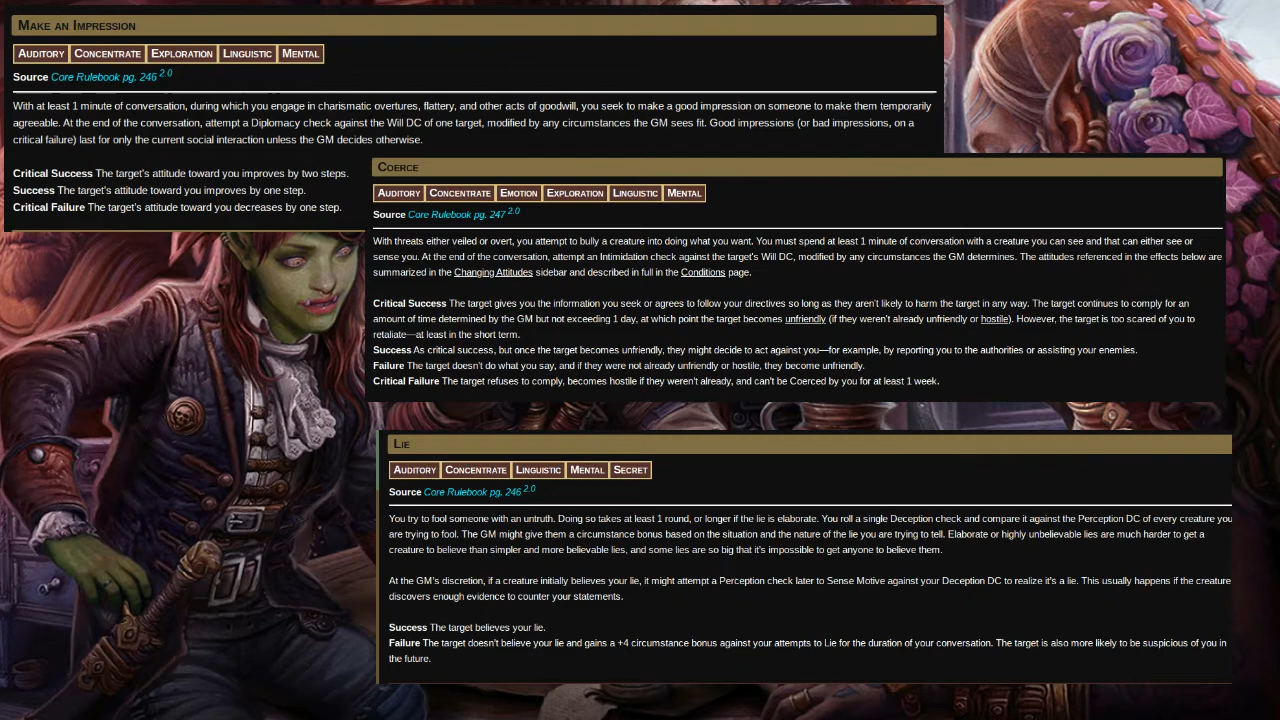 Make an Impression
Auditory Concentrate Exploration Linguistic Mental
Source Core Rulebook pg. 246 2.0
With at least 1 minute of conversation, during which you engage in charismatic overtures, flattery, and other acts of goodwill, you seek to make a good impression on someone to make them temporarily
agreeable. At the end of the conversation, attempt a Diplomacy check against the Will DC of one target, modified by any circumstances the GM sees fit. Good impressions (or bad impressions, on a
critical failure) last for only the current social interaction unless the GM decides otherwise.
Critical Success The target's attitude toward you improves by two steps.
Success The target's attitude toward you improves by one step.
Critical Failure The target's attitude toward you decreases by one step.
Coerce
Auditory Concentrate Emotion Exploration Linguistic Mental
Source Core Rulebook pg. 247 2.0
With threats either veiled or overt, you attempt to bully a creature into doing what you want. You must spend at least 1 minute of conversation with a creature you can see and that can either see or
sense you. At the end of the conversation, attempt an Intimidation check against the target's Will DC, modified by any circumstances the GM determines. The attitudes referenced in the effects below are
summarized in the Changing Attitudes sidebar and described in full in the Conditions page.
Critical Success The target gives you the information you seek or agrees to follow your directives so long as they aren't likely to harm the target in any way. The target continues to comply for an
amount of time determined by the GM but not exceeding 1 day, at which point the target becomes unfriendly (if they weren't already unfriendly or hostile). However, the target is too scared of you to
retaliate—at least in the short term.
Success As critical success, but once the target becomes unfriendly, they might decide to act against you—for example, by reporting you to the authorities or assisting your enemies.
Failure The target doesn't do what you say, and if they were not already unfriendly or hostile, they become unfriendly.
Critical Failure The target refuses to comply, becomes hostile if they weren't already, and can't be Coerced by you for at least 1 week.
Lie
Auditory Concentrate Linguistic Mental Secret
Source Core Rulebook pg. 246 2.0
You try to fool someone with an untruth. Doing so takes at least 1 round, or longer if the lie is elaborate. You roll a single Deception check and compare it against the Perception DC of every creature you
are trying to fool. The GM might give them a circumstance bonus based on the situation and the nature of the lie you are trying to tell. Elaborate or highly unbelievable lies are much harder to get a
creature to believe than simpler and more believable lies, and some lies are so big that it's impossible to get anyone to believe them.
At the GM's discretion, if a creature initially believes your lie, it might attempt a Perception check later to Sense Motive against your Deception DC to realize it's a lie. This usually happens if the creature
discovers enough evidence to counter your statements.
Success The target believes your lie.
Failure The target doesn't believe your lie and gains a +4 circumstance bonus against your attempts to Lie for the duration of your conversation. The target is also more likely to be suspicious of you in
the future.